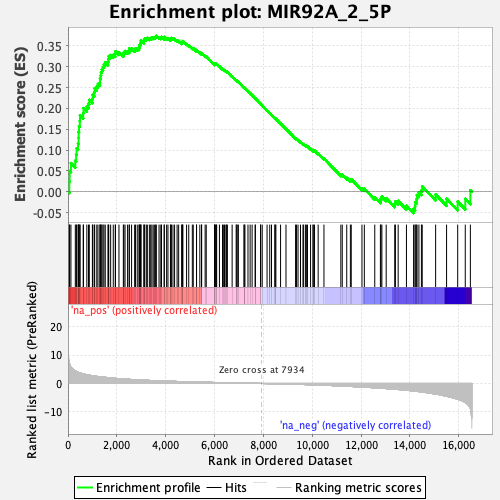 Enrichment plot: MIR92A_2_5P
Enrichment score (ES)
0.35
0.30
0.25
0.20
0.15
0.10
0.05
0.00
-0.05
'na_pos' (positively correlated)
Ranked list metric (PreRanked)
20
10
0
-10
Zero cross at 7934
'na_neg' (negatively correlated)
0
2,000
4,000
6,000
8,000
10,000
12,000
14,000
16,000
Rank in Ordered Dataset
Enrichment profile
Hits
Ranking metric scores